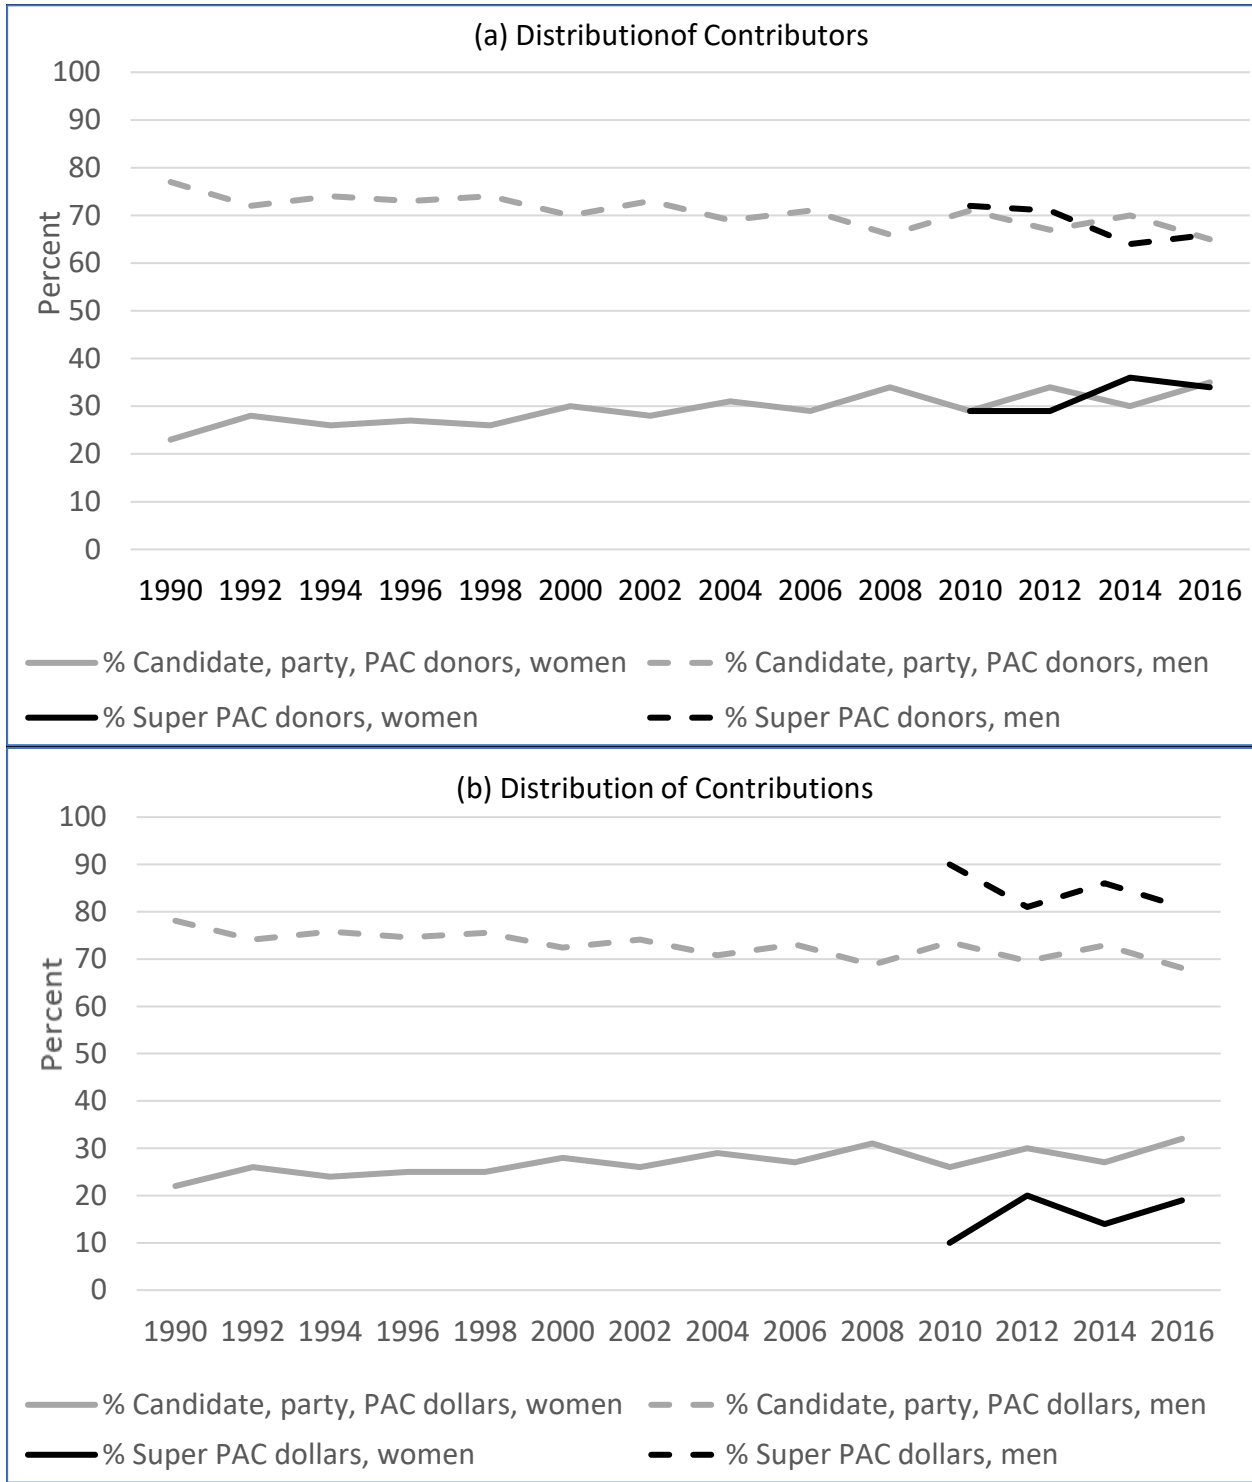 (a) Distributionof Contributors
100
90
80
70
60
50
40
30
20
10
0
Percent
1990 1992 1994 1996 1998 2000 2002 2004 2006 2008 2010 2012 2014 2016
% Candidate, party, PAC donors, women % Candidate, party, PAC donors, men
% Super PAC donors, women % Super PAC donors, men
(b) Distribution of Contributions
100
90
80
70
60
50
40
30
20
10
0
Percent
1990 1992 1994 1996 1998 2000 2002 2004 2006 2008 2010 2012 2014 2016
% Candidate, party, PAC dollars, women % Candidate, party, PAC dollars, men
% Super PAC dollars, women % Super PAC dollars, men